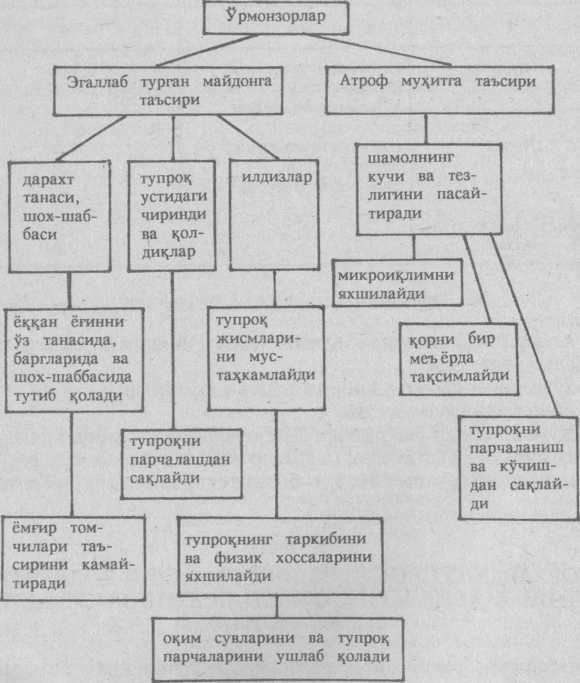 Ўрмонзорлар
Эгаллаб турган майдонга
таъсири
Атроф муҳитга таъсири
дарахт
танаси,
шох-шаб-
баси
тупроқ
устидаги
чиринди
ва қол-
диқлар
илдизлар
шамолнинг
кучи ва тез-
лигини пасай-
тиради
микроиқлимни
яхшилайди
ёққан ёғинни
ўз танасида,
баргларида ва
шох-шаббасида
тутиб қолади
тупроқ
жисмлари-
ни мус-
таҳкамлайди
қорни бир
меъёрда
тақсимлайди
тупроқни
парчалашдан
сақлайди
тупроқни
парчаланиш
ва кўчиш-
дан сақлай-
ди
ёмғир том-
чилари таъ-
сирини камай-
тиради
тупроқнинг таркибини
ва физик хоссаларини
яхшилайди
оқим сувларини ва тупроқ
парчаларини ушлаб қолади